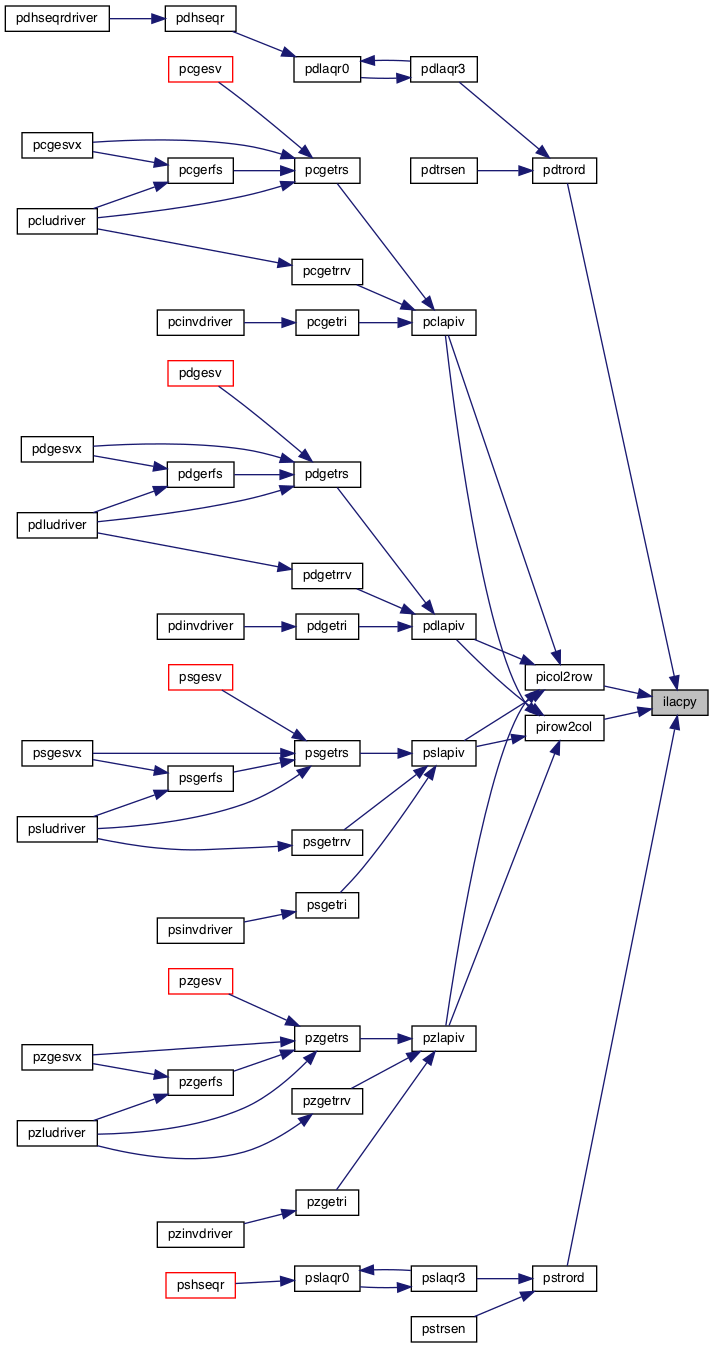 pdhseqrdriver
pdhseqr
pdlaqr0
pdlaqr3
pcgesv
pcgesvx
pcgerfs
pcgetrs
pdtrsen
pdtrord
pcludriver
pcgetrrv
pcinvdriver
pcgetri
pclapiv
pdgesv
pdgesvx
pdgerfs
pdgetrs
pdludriver
pdgetrrv
pdinvdriver
pdgetri
pdlapiv
psgesv
picol2row
ilacpy
pirow2col
psgesvx
psgerfs
psgetrs
pslapiv
psludriver
psgetrrv
psgetri
psinvdriver
pzgesv
pzgesvx
pzgerfs
pzgetrs
pzlapiv
pzludriver
pzgetrrv
pzgetri
pzinvdriver
pshseqr
pslaqr0
pslaqr3
pstrord
pstrsen